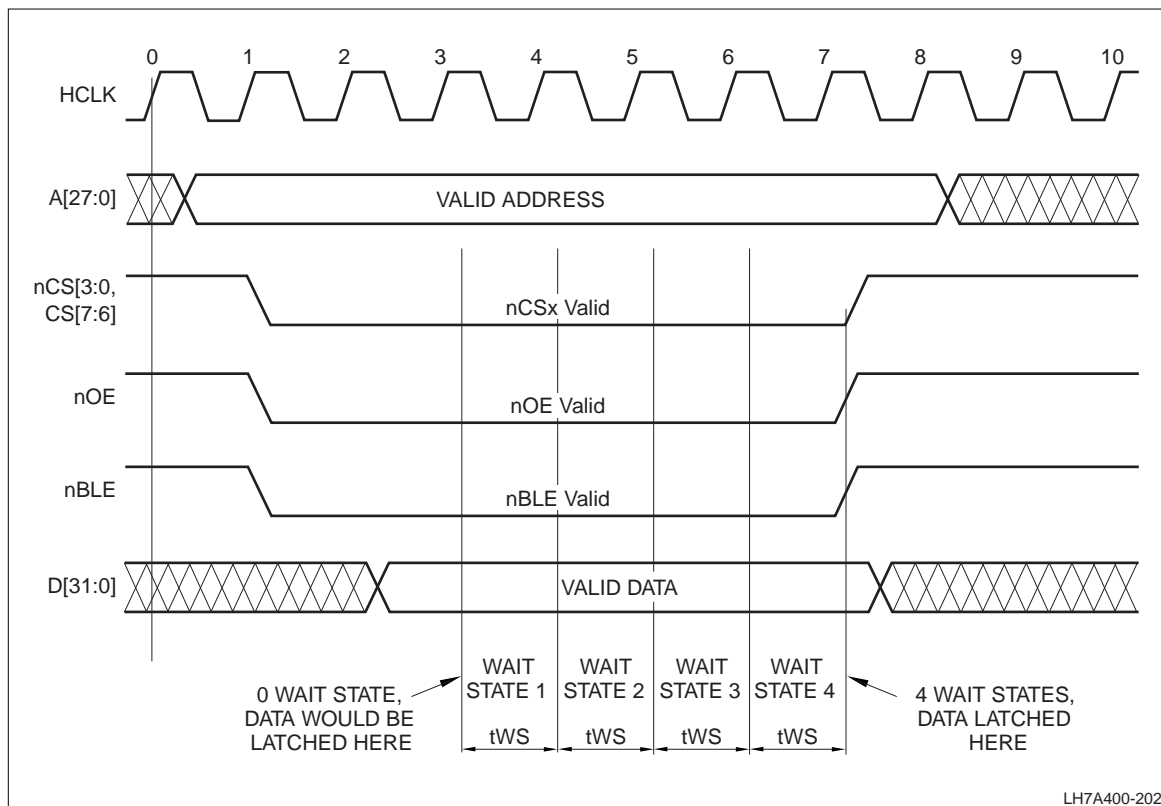 0 1 2 3 4 5 6 7 8 9 10
HCLK
A[27:0]
VALID ADDRESS
nCS[3:0,
CS[7:6]
nCSx Valid
nOE
nOE Valid
nBLE
nBLE Valid
D[31:0]
VALID DATA
0 WAIT STATE,
DATA WOULD BE
LATCHED HERE
WAIT
STATE 1
WAIT
STATE 2
WAIT
STATE 3
WAIT
STATE 4
tWS tWS tWS tWS
4 WAIT STATES,
DATA LATCHED
HERE
LH7A400-202